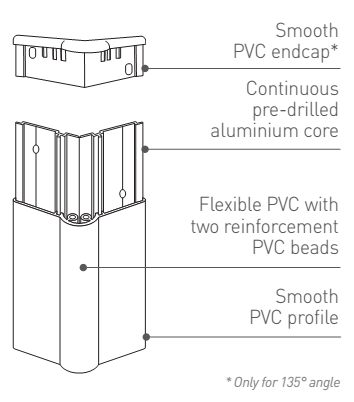 Smooth
PVC endcap*
Continuous
pre-drilled
aluminium core
Flexible PVC with
two reinforcement
PVC beads
Smooth
PVC profile
* Only for 135° angle